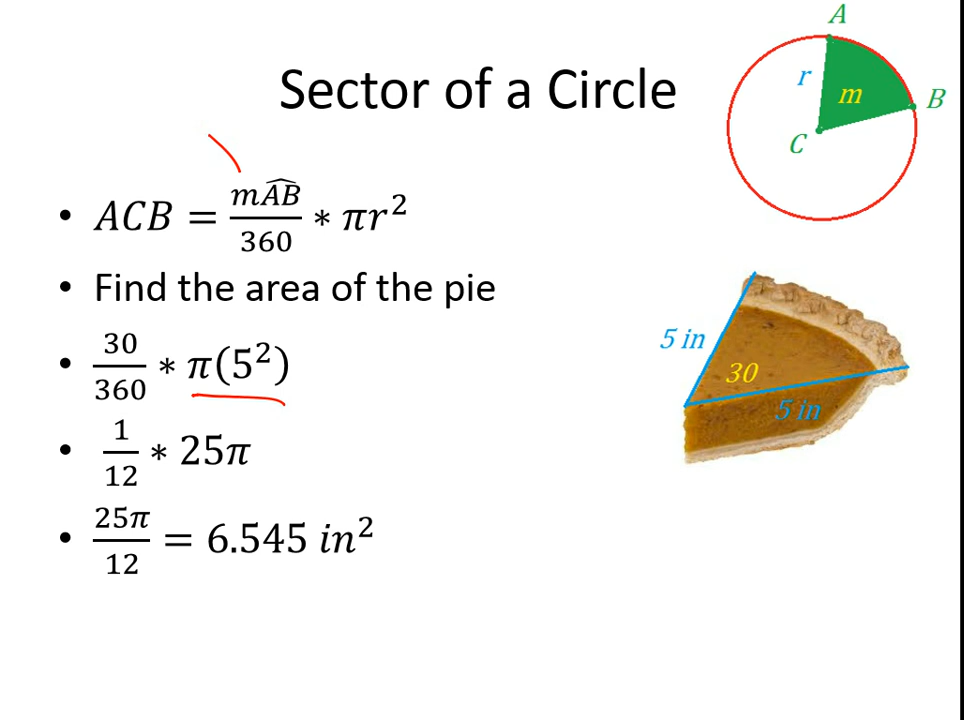 Sector of a Circle
A
r
m
B
C
• ACB = mA͡B/360 * πr²
• Find the area of the pie
• 30/360 * π(5²)
• 1/12 * 25π
• 25π/12 = 6.545 in²
5 in
30
5 in